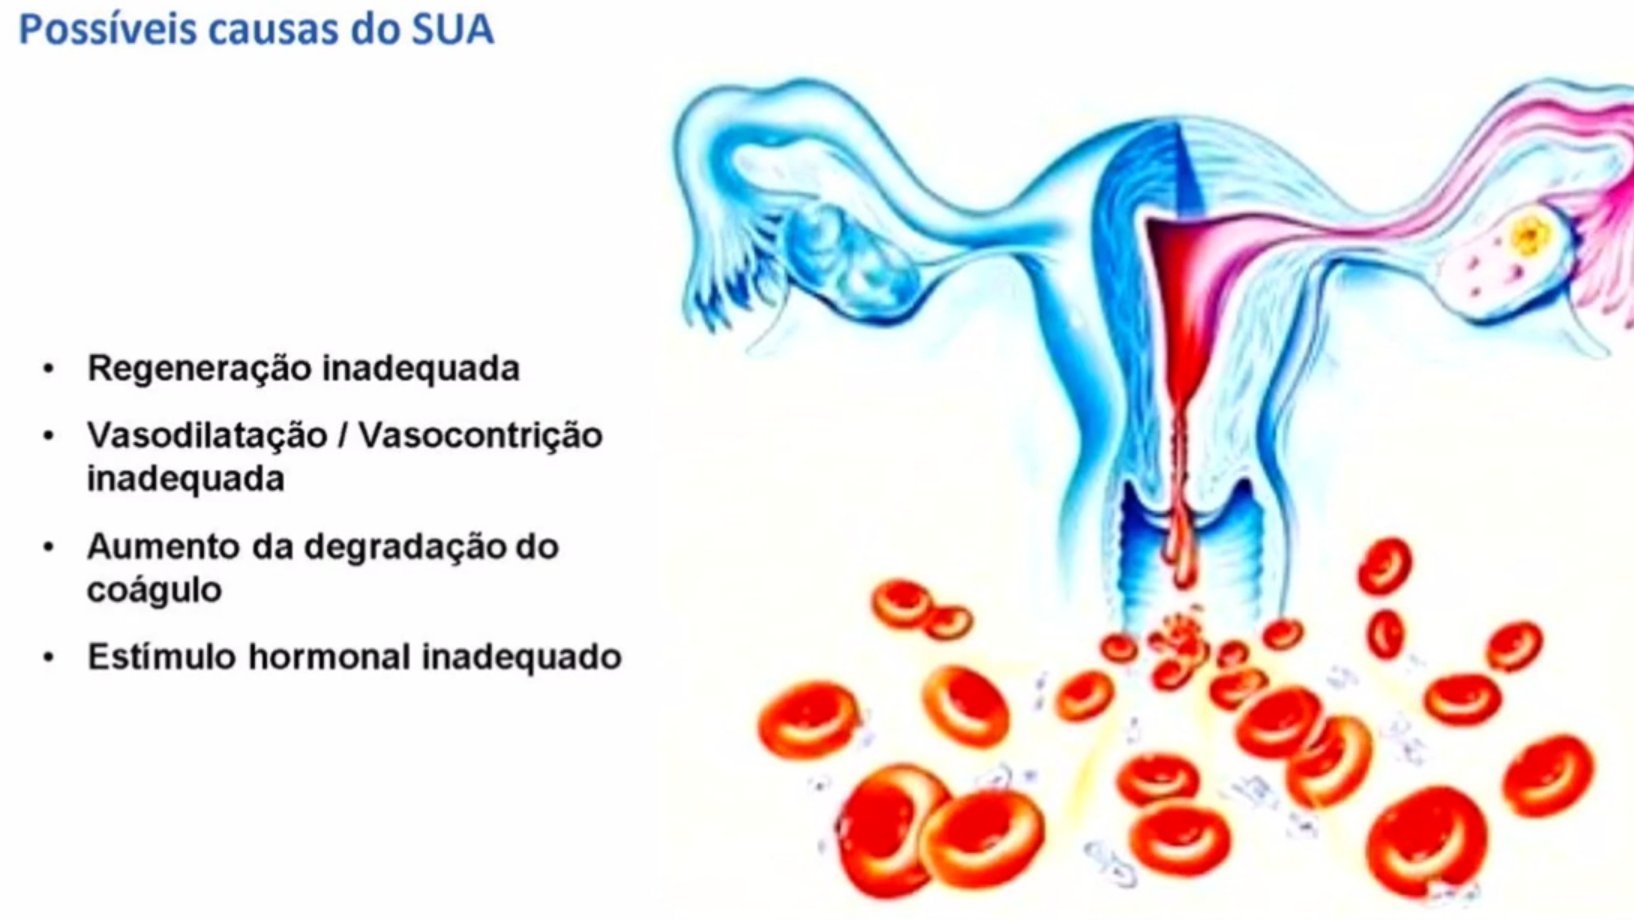 Possíveis causas do SUA
• Regeneração inadequada
• Vasodilatação / Vasocontrição
inadequada
• Aumento da degradação do
coágulo
• Estímulo hormonal inadequado